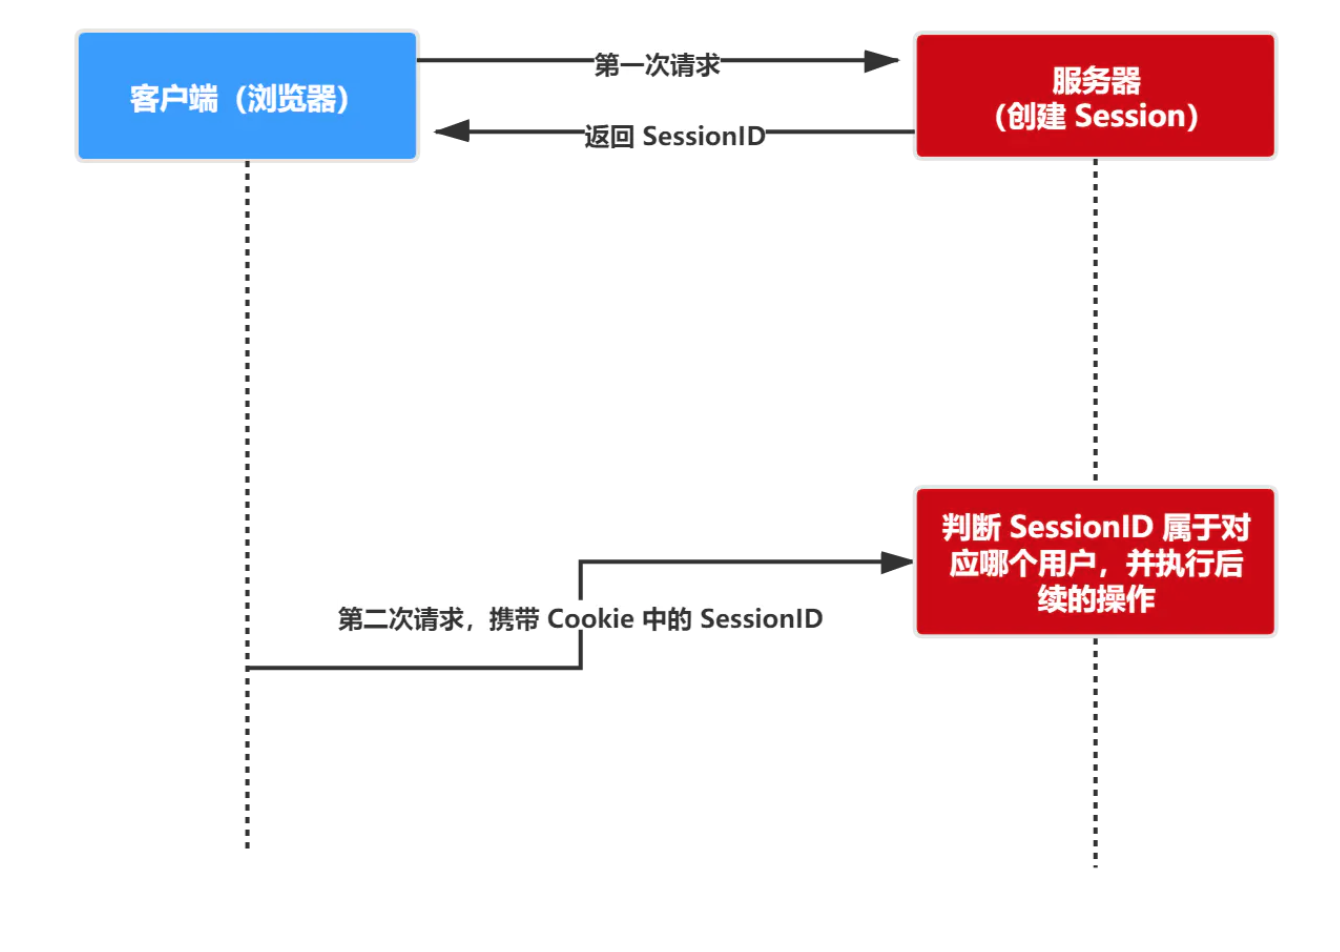 客户端（浏览器）
第一次请求
服务器
（创建 Session）
返回 SessionID
判断 SessionID 属于对
应哪个用户，并执行后
续的操作
第二次请求，携带 Cookie 中的 SessionID